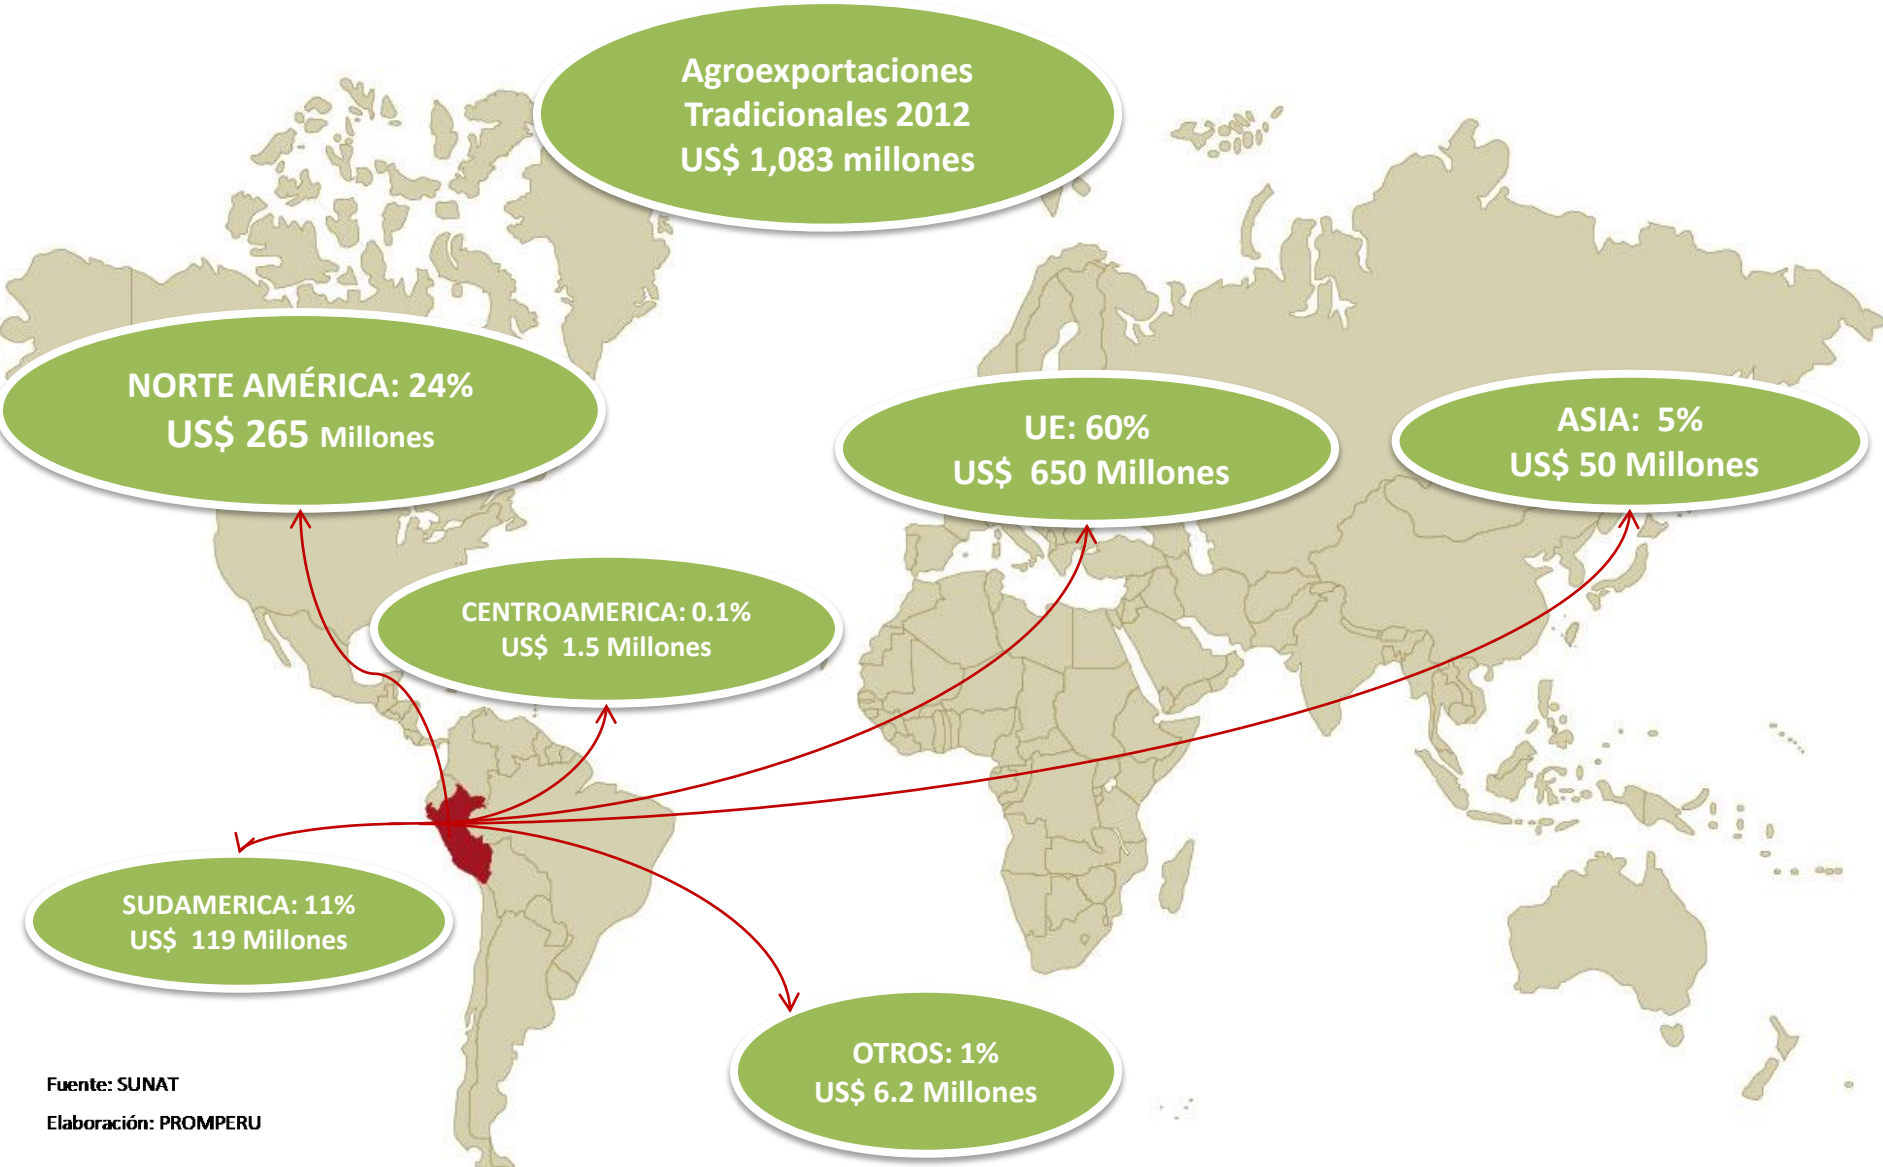 Agroexportaciones
Tradicionales 2012
US$ 1,083 millones
NORTE AMÉRICA: 24%
US$ 265 Millones
UE: 60%
US$ 650 Millones
ASIA: 5%
US$ 50 Millones
CENTROAMERICA: 0.1%
US$ 1.5 Millones
SUDAMERICA: 11%
US$ 119 Millones
OTROS: 1%
US$ 6.2 Millones
Fuente: SUNAT
Elaboración: PROMPERU